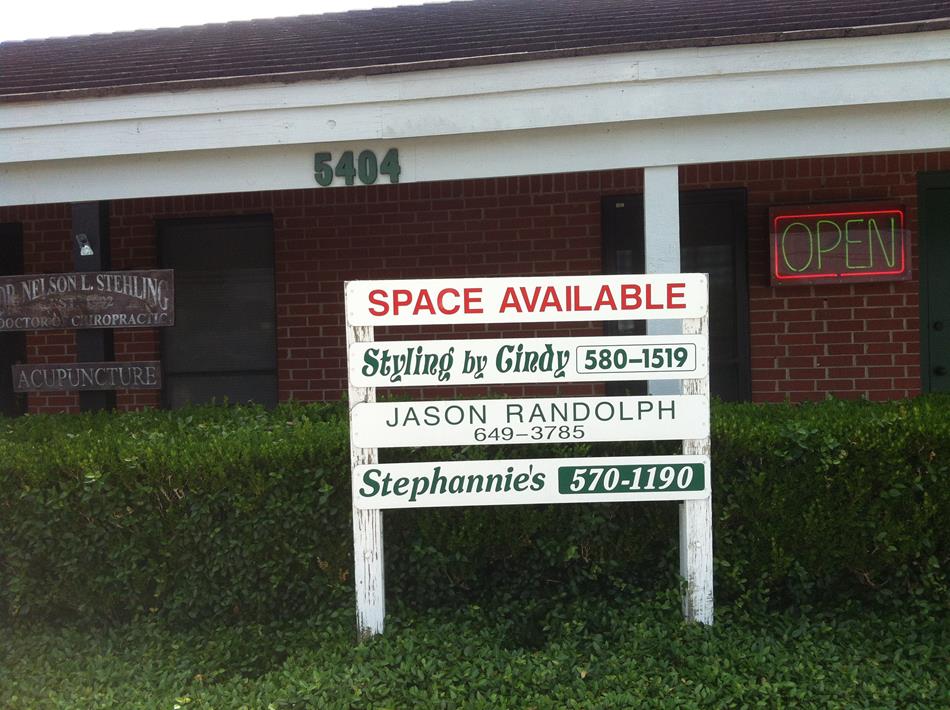 5404
OPEN
DR. NELSON L. STEHLING
DOCTOR OF CHIROPRACTIC
ACUPUNCTURE
SPACE AVAILABLE
Styling by Cindy 580-1519
JASON RANDOLPH
649-3785
Stephannie's 570-1190